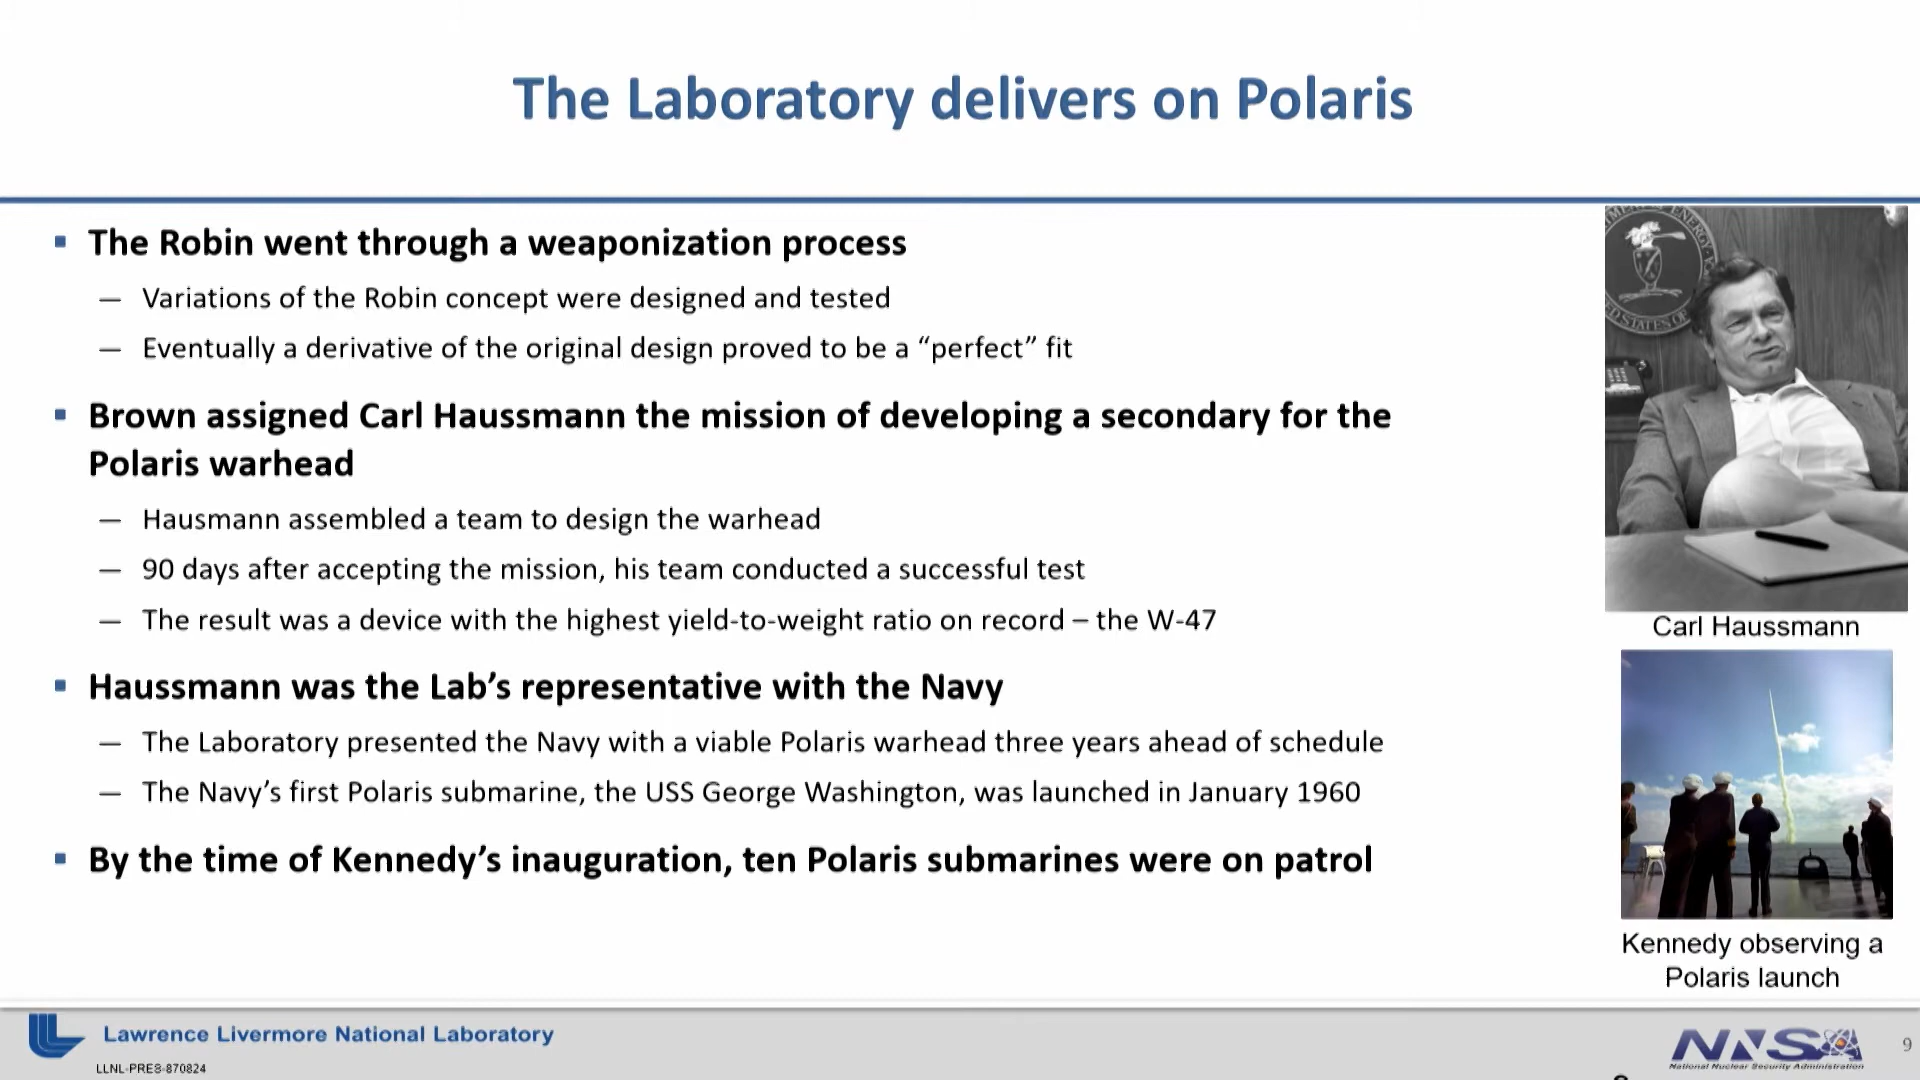 The Laboratory delivers on Polaris
▪ The Robin went through a weaponization process
— Variations of the Robin concept were designed and tested
— Eventually a derivative of the original design proved to be a “perfect” fit
▪ Brown assigned Carl Haussmann the mission of developing a secondary for the
Polaris warhead
— Hausmann assembled a team to design the warhead
— 90 days after accepting the mission, his team conducted a successful test
— The result was a device with the highest yield-to-weight ratio on record – the W-47
▪ Haussmann was the Lab’s representative with the Navy
— The Laboratory presented the Navy with a viable Polaris warhead three years ahead of schedule
— The Navy’s first Polaris submarine, the USS George Washington, was launched in January 1960
▪ By the time of Kennedy’s inauguration, ten Polaris submarines were on patrol
Carl Haussmann
Kennedy observing a
Polaris launch
Lawrence Livermore National Laboratory
LLNL-PRES-870824
NNSA
National Nuclear Security Administration
9